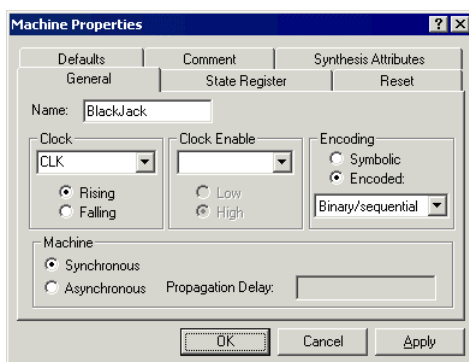 Machine Properties
Defaults Comment Synthesis Attributes
General State Register Reset
Name: BlackJack
Clock Clock Enable Encoding
CLK
Symbolic
Encoded:
Rising Low
Falling High
Binary/sequential
Machine
Synchronous
Asynchronous Propagation Delay:
OK Cancel Apply